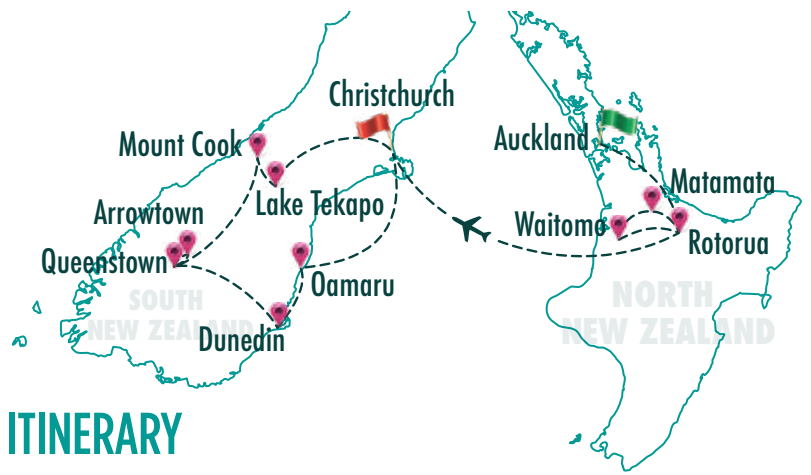 Christchurch
Mount Cook
Auckland
Matamata
Lake Tekapo
Arrowtown
Waitomo
Rotorua
Queenstown
Oamaru
SOUTH
NEW ZEALAND
NORTH
NEW ZEALAND
Dunedin
ITINERARY